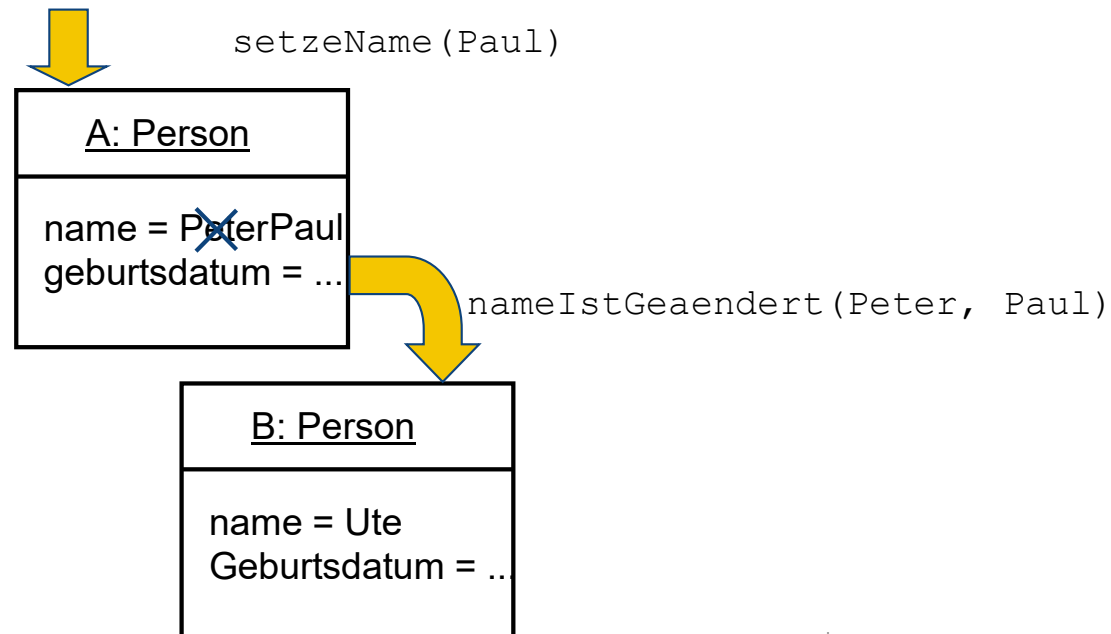 setzeName(Paul)
A: Person
name = PeterPaul
geburtsdatum = ...
nameIstGeaendert(Peter, Paul)
B: Person
name = Ute
Geburtsdatum = ...